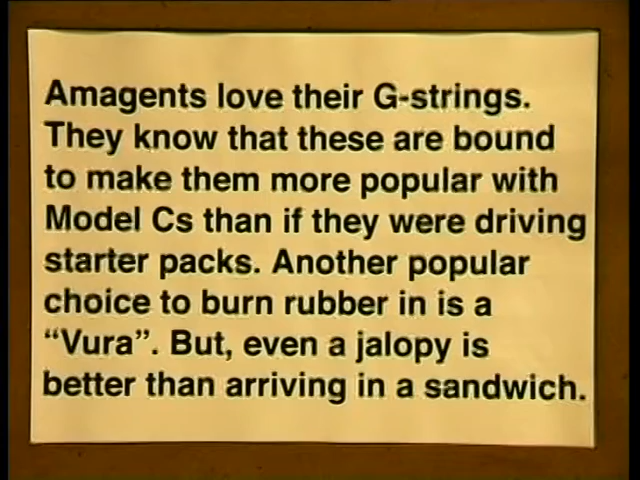 Amagents love their G-strings.
They know that these are bound
to make them more popular with
Model Cs than if they were driving
starter packs. Another popular
choice to burn rubber in is a
“Vura”. But, even a jalopy is
better than arriving in a sandwich.